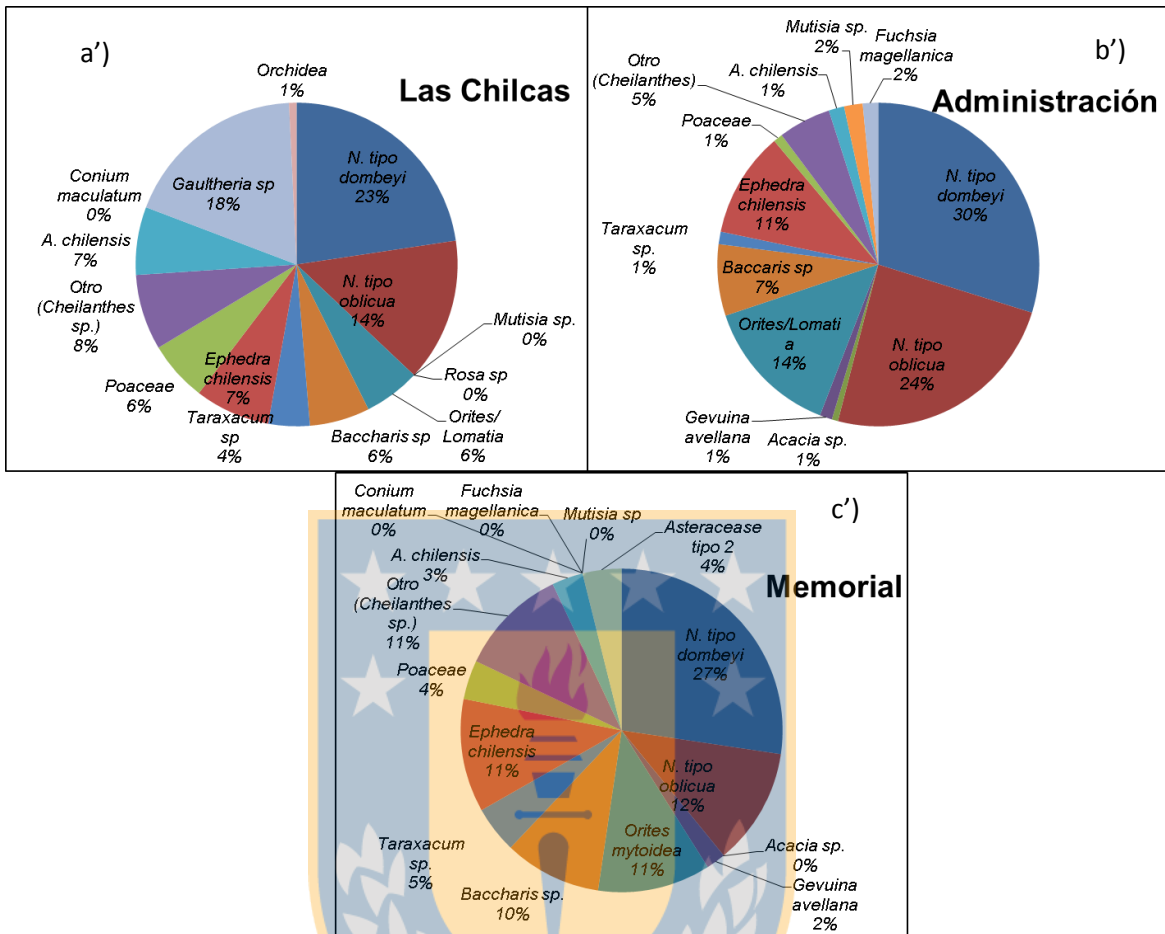 a')
Las Chilcas
Orchidea
1%
N. tipo
dombeyi
23%
N. tipo
oblicua
14%
Mutisia sp.
0%
Rosa sp
0%
Orites/
Lomatia
6%
Baccharis sp
6%
Taraxacum
sp
4%
Ephedra
chilensis
7%
Poaceae
6%
Otro
(Cheilanthes
sp.)
8%
A. chilensis
7%
Conium
maculatum
0%
Gaultheria sp
18%
b')
Administración
Mutisia sp.
2%
Fuchsia
magellanica
2%
N. tipo
dombeyi
30%
N. tipo
oblicua
24%
Acacia sp.
1%
Gevuina
avellana
1%
Orites/Lomati
a
14%
Baccaris sp
7%
Taraxacum
sp.
1%
Ephedra
chilensis
11%
Poaceae
1%
Otro
(Cheilanthes)
5%
A. chilensis
1%
c')
Memorial
Conium
maculatum
0%
Fuchsia
magellanica
0%
Mutisia sp
0%
Asteracease
tipo 2
4%
N. tipo
dombeyi
27%
N. tipo
oblicua
12%
Acacia sp.
0%
Gevuina
avellana
2%
Orites
mytoidea
11%
Baccharis sp.
10%
Taraxacum
sp.
5%
Ephedra
chilensis
11%
Poaceae
4%
Otro
(Cheilanthes
sp.)
11%
A. chilensis
3%